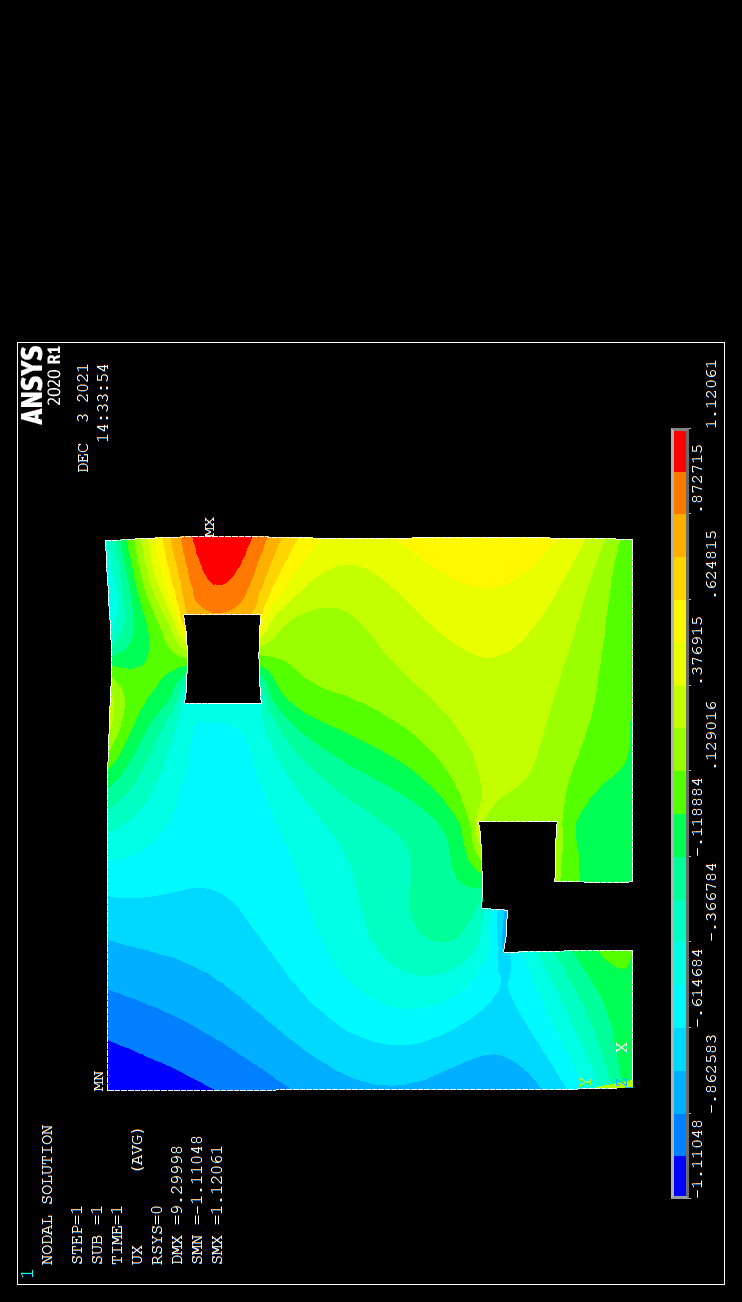 1
NODAL SOLUTION
STEP=1
SUB =1
TIME=1
UX (AVG)
RSYS=0
DMX =9.29998
SMN =-1.11048
SMX =1.12061
ANSYS
2020 R1
DEC 3 2021
14:33:54
MN
MX
Y
Z X
-1.11048 -.614684 -.118884 .376915 .872715
-.862583 -.366784 .129016 .624815 1.12061